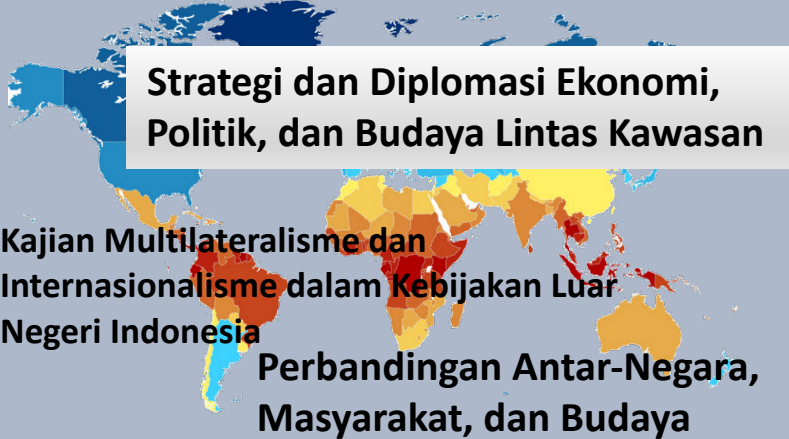 Strategi dan Diplomasi Ekonomi,
Politik, dan Budaya Lintas Kawasan
Kajian Multilateralisme dan
Internasionalisme dalam Kebijakan Luar
Negeri Indonesia
Perbandingan Antar-Negara,
Masyarakat, dan Budaya